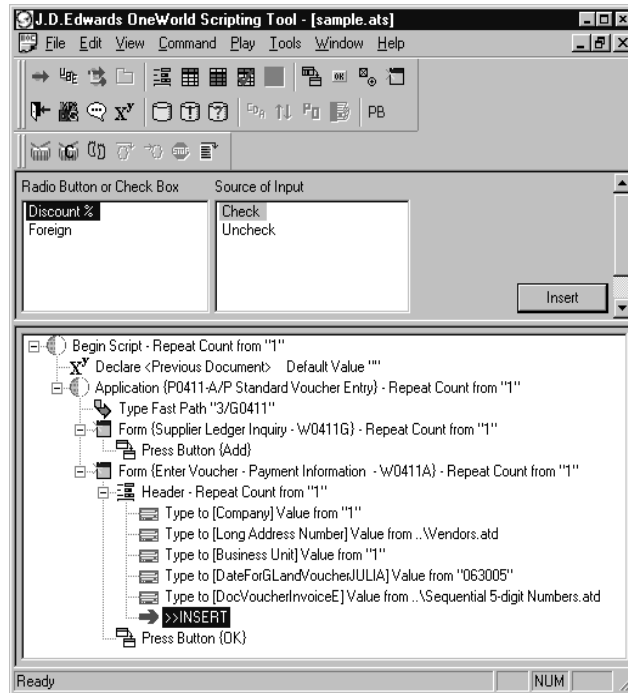 J.D.Edwards OneWorld Scripting Tool - [sample.ats]
File Edit View Command Play Tools Window Help
UBE OK
X^y EDA PO PB
Radio Button or Check Box Source of Input
Discount % Check
Foreign Uncheck
Insert
Begin Script - Repeat Count from "1"
X^y Declare <Previous Document> Default Value ""
Application {P0411-A/P Standard Voucher Entry} - Repeat Count from "1"
Type Fast Path "3/G0411"
Form {Supplier Ledger Inquiry - W0411G} - Repeat Count from "1"
Press Button {Add}
Form {Enter Voucher - Payment Information - W0411A} - Repeat Count from "1"
Header - Repeat Count from "1"
Type to [Company] Value from "1"
Type to [Long Address Number] Value from ..\Vendors.atd
Type to [Business Unit] Value from "1"
Type to [DateForGLandVoucherJULIA] Value from "063005"
Type to [DocVoucherInvoiceE] Value from ..\Sequential 5-digit Numbers.atd
>>INSERT
Press Button {OK}
Ready NUM